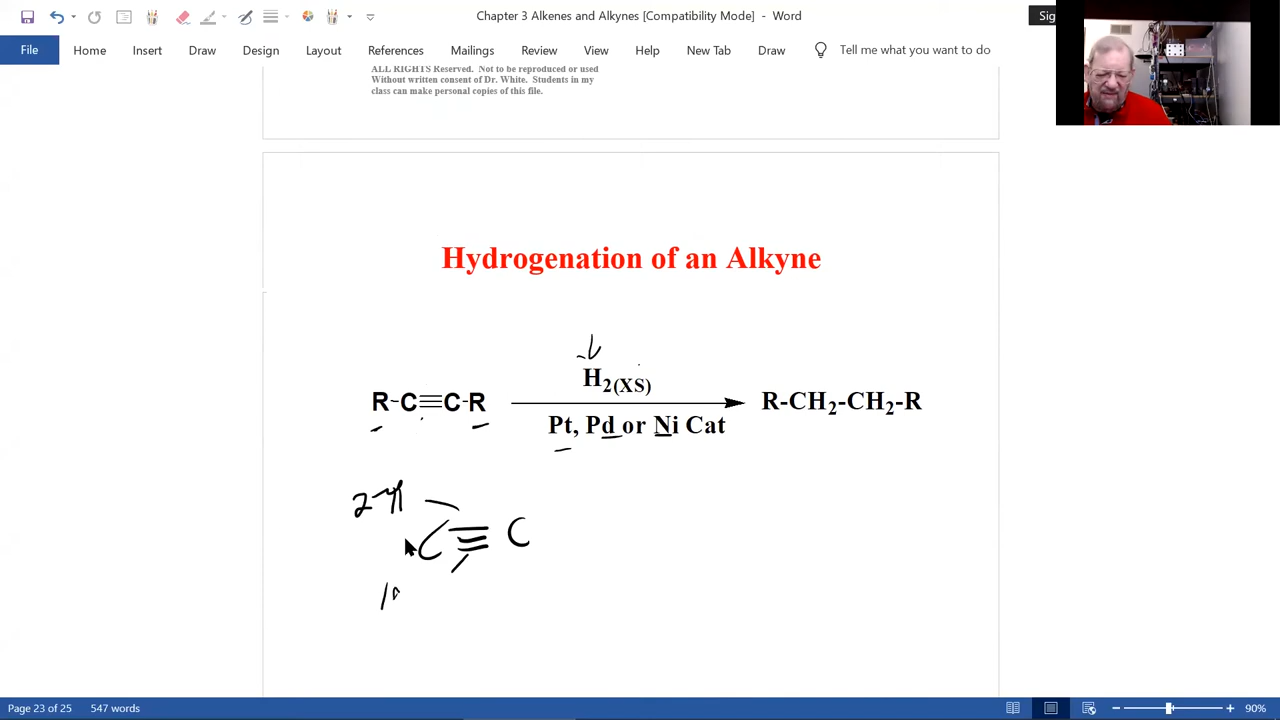 Chapter 3 Alkenes and Alkynes [Compatibility Mode] - Word
Sig
File Home Insert Draw Design Layout References Mailings Review View Help New Tab Draw Tell me what you want to do
ALL RIGHTS Reserved. Not to be reproduced or used
Without written consent of Dr. White. Students in my
class can make personal copies of this file.
Hydrogenation of an Alkyne
H2(XS)
R-C≡C-R R-CH2-CH2-R
Pt, Pd or Ni Cat
C≡C
Page 23 of 25 547 words 90%